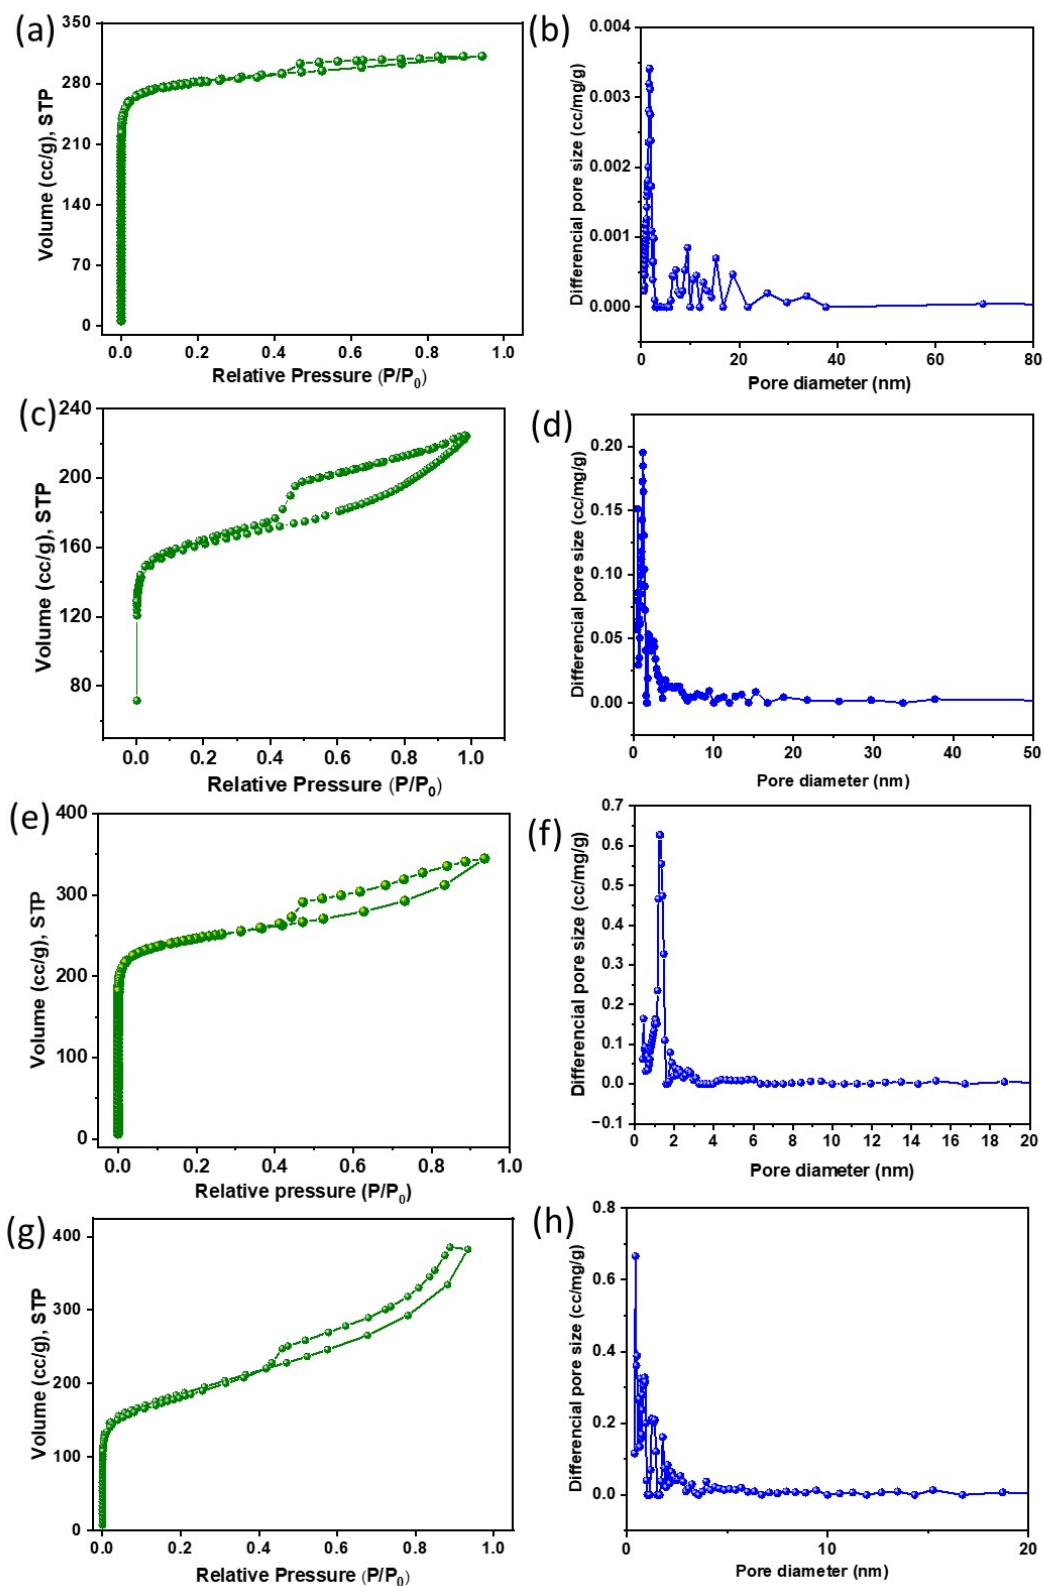 (a)
350
280
210
140
70
0
Volume (cc/g), STP
0.0 0.2 0.4 0.6 0.8 1.0
Relative Pressure (P/P0)
(b)
0.004
0.003
0.002
0.001
0.000
Differencial pore size (cc/mg/g)
0 20 40 60 80
Pore diameter (nm)
(c)
240
200
160
120
80
Volume (cc/g), STP
0.0 0.2 0.4 0.6 0.8 1.0
Relative Pressure (P/P0)
(d)
0.20
0.15
0.10
0.05
0.00
Differencial pore size (cc/mg/g)
0 10 20 30 40 50
Pore diameter (nm)
(e)
400
300
200
100
0
Volume (cc/g), STP
0.0 0.2 0.4 0.6 0.8 1.0
Relative pressure (P/P0)
(f)
0.7
0.6
0.5
0.4
0.3
0.2
0.1
0.0
−0.1
Differencial pore size (cc/mg/g)
0 2 4 6 8 10 12 14 16 18 20
Pore diameter (nm)
(g)
400
300
200
100
0
Volume (cc/g), STP
0.0 0.2 0.4 0.6 0.8 1.0
Relative Pressure (P/P0)
(h)
0.8
0.6
0.4
0.2
0.0
Differencial pore size (cc/mg/g)
0 10 20
Pore diameter (nm)